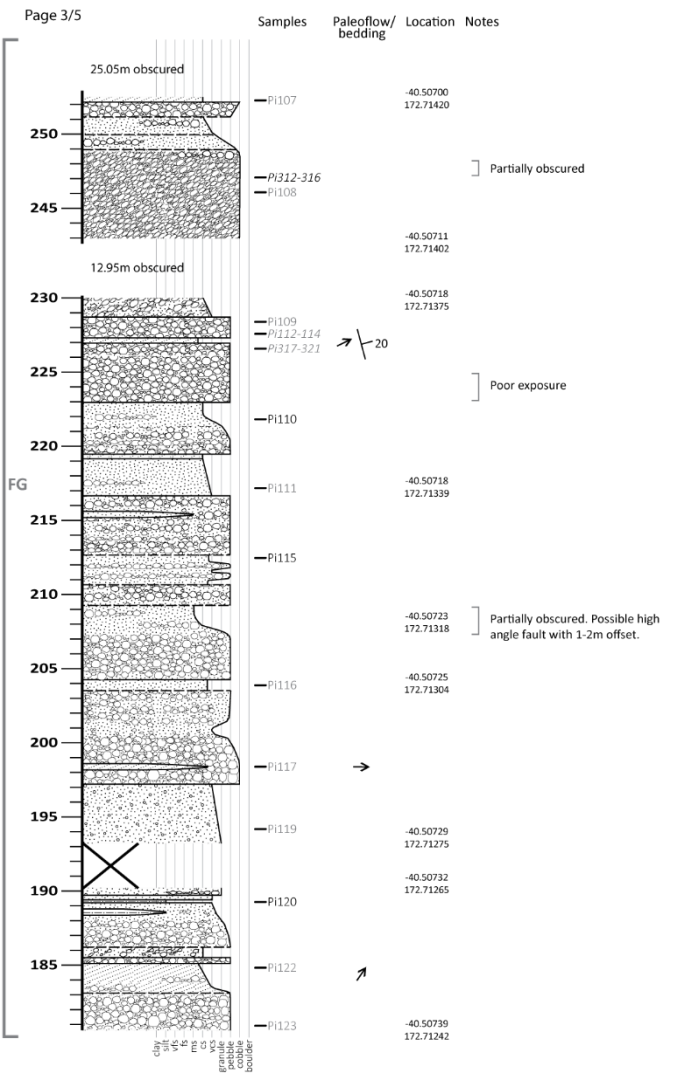 Page 3/5
Samples Paleoflow/ bedding Location Notes
25.05m obscured
Pi107
-40.50700
172.71420
250
Partially obscured
Pi312-316
Pi108
245
-40.50711
172.71402
12.95m obscured
-40.50718
172.71375
230
Pi109
Pi112-114
Pi317-321
20
225
Poor exposure
Pi110
220
FG
Pi111
-40.50718
172.71339
215
Pi115
210
-40.50723
172.71318
Partially obscured. Possible high
angle fault with 1-2m offset.
205
-40.50725
172.71304
Pi116
200
Pi117
195
Pi119
-40.50729
172.71275
-40.50732
172.71265
190
Pi120
185
Pi122
Pi123
-40.50739
172.71242
clay
silt
vfs
fs
ms
cs
vcs
granule
pebble
cobble
boulder